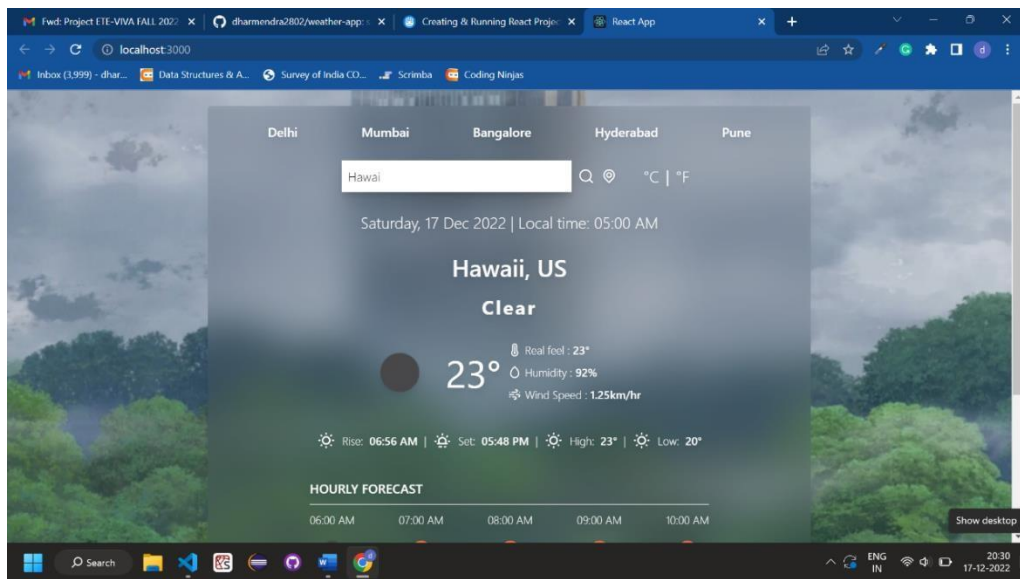 Fwd: Project ETE-VIVA FALL 2022
dharmendra2802/weather-app: s
Creating & Running React Projec
React App
localhost:3000
Inbox (3,999) - dhar...
Data Structures & A...
Survey of India CO...
Scrimba
Coding Ninjas
Delhi Mumbai Bangalore Hyderabad Pune
Hawai
°C | °F
Saturday, 17 Dec 2022 | Local time: 05:00 AM
Hawaii, US
Clear
23°
Real feel : 23°
Humidity : 92%
Wind Speed : 1.25km/hr
Rise: 06:56 AM | Set: 05:48 PM | High: 23° | Low: 20°
HOURLY FORECAST
06:00 AM 07:00 AM 08:00 AM 09:00 AM 10:00 AM
Show desktop
Search
ENG
IN
20:30
17-12-2022